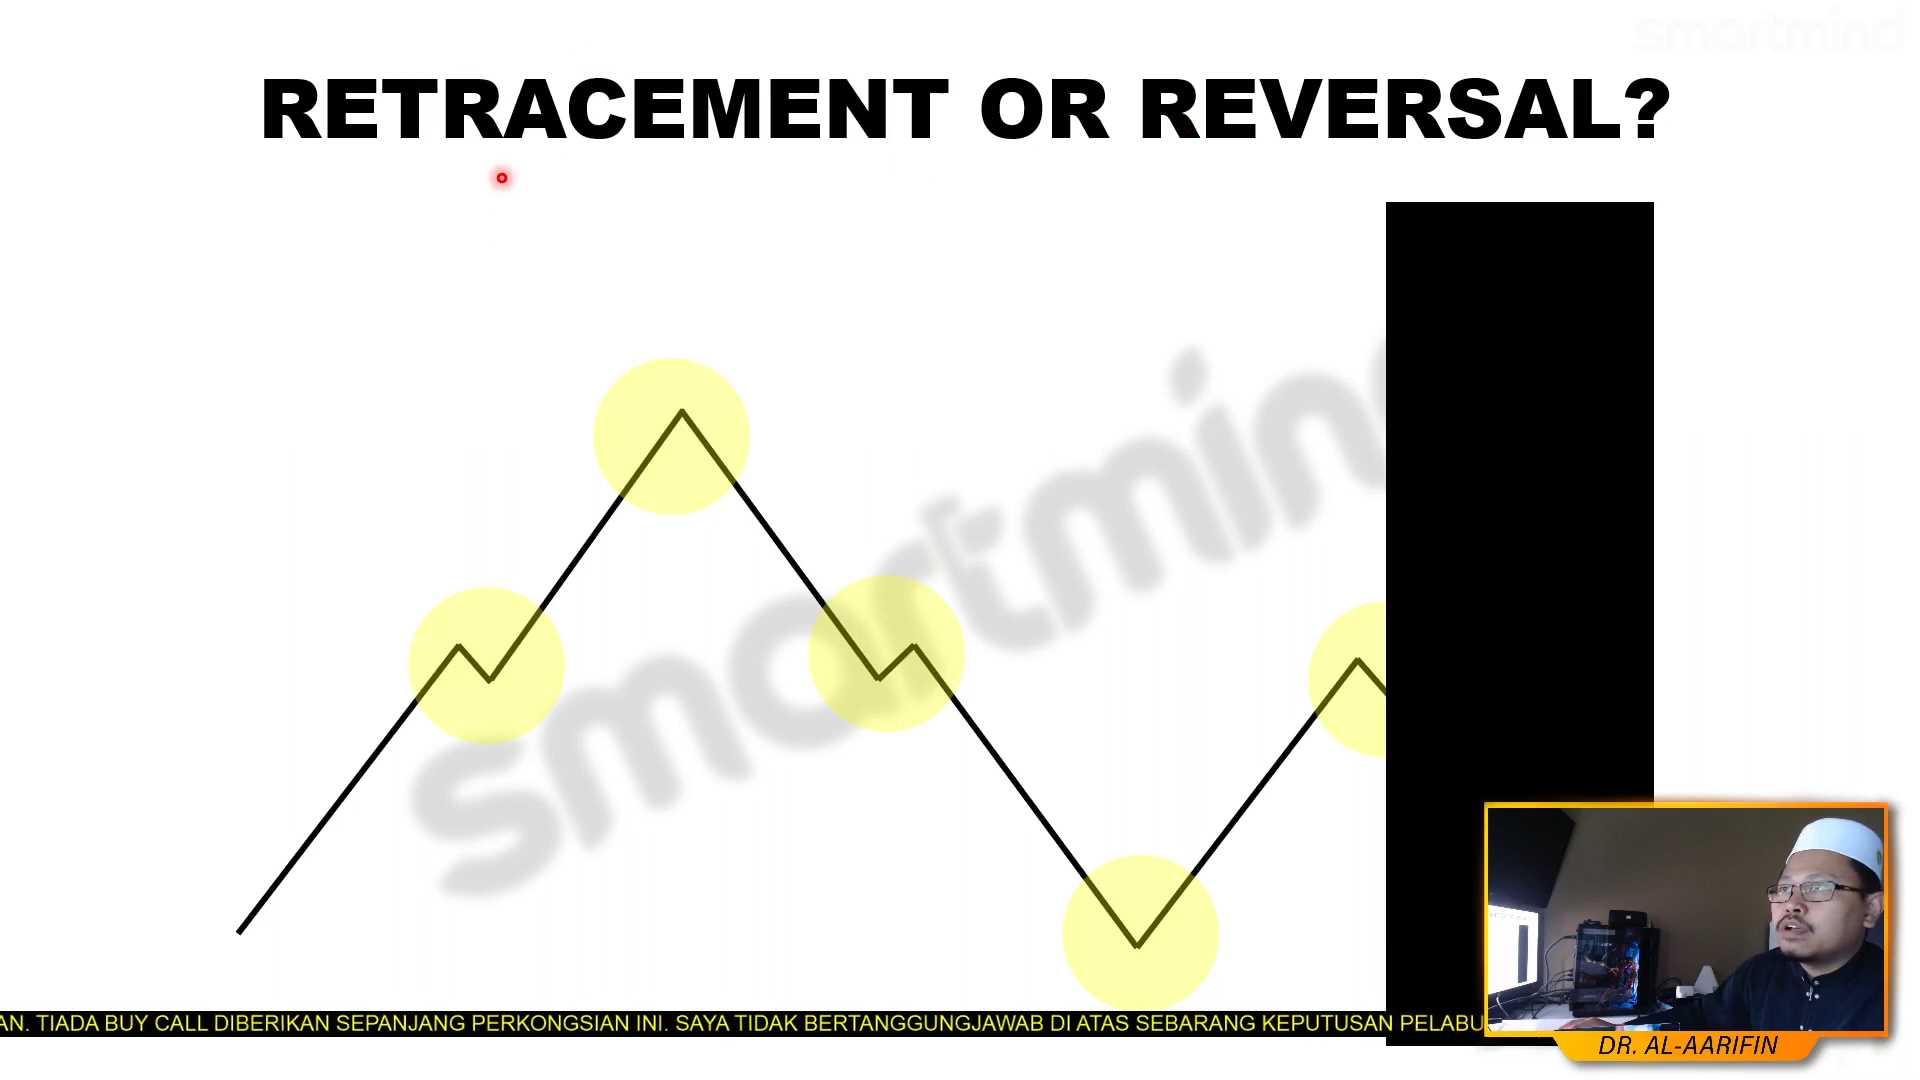 smartmind
RETRACEMENT OR REVERSAL?
smartmind
AN. TIADA BUY CALL DIBERIKAN SEPANJANG PERKONGSIAN INI. SAYA TIDAK BERTANGGUNGJAWAB DI ATAS SEBARANG KEPUTUSAN PELABU
DR. AL-AARIFIN